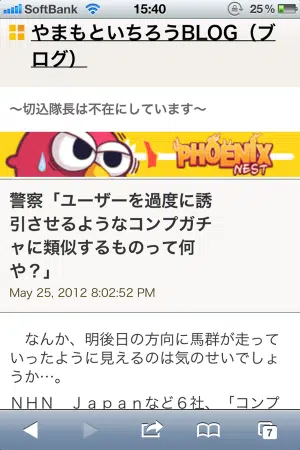 SoftBank 15:40 25%
やまもといちろうBLOG（ブ
ログ）
～切込隊長は不在にしています～
PHOENIX
NEST
警察「ユーザーを過度に誘
引させるようなコンプガチ
ャに類似するものって何
や？」
May 25, 2012 8:02:52 PM
　なんか、明後日の方向に馬群が走って
いったように見えるのは気のせいでしょ
うか…。
ＮＨＮ　Ｊａｐａｎなど６社、「コンプ
7